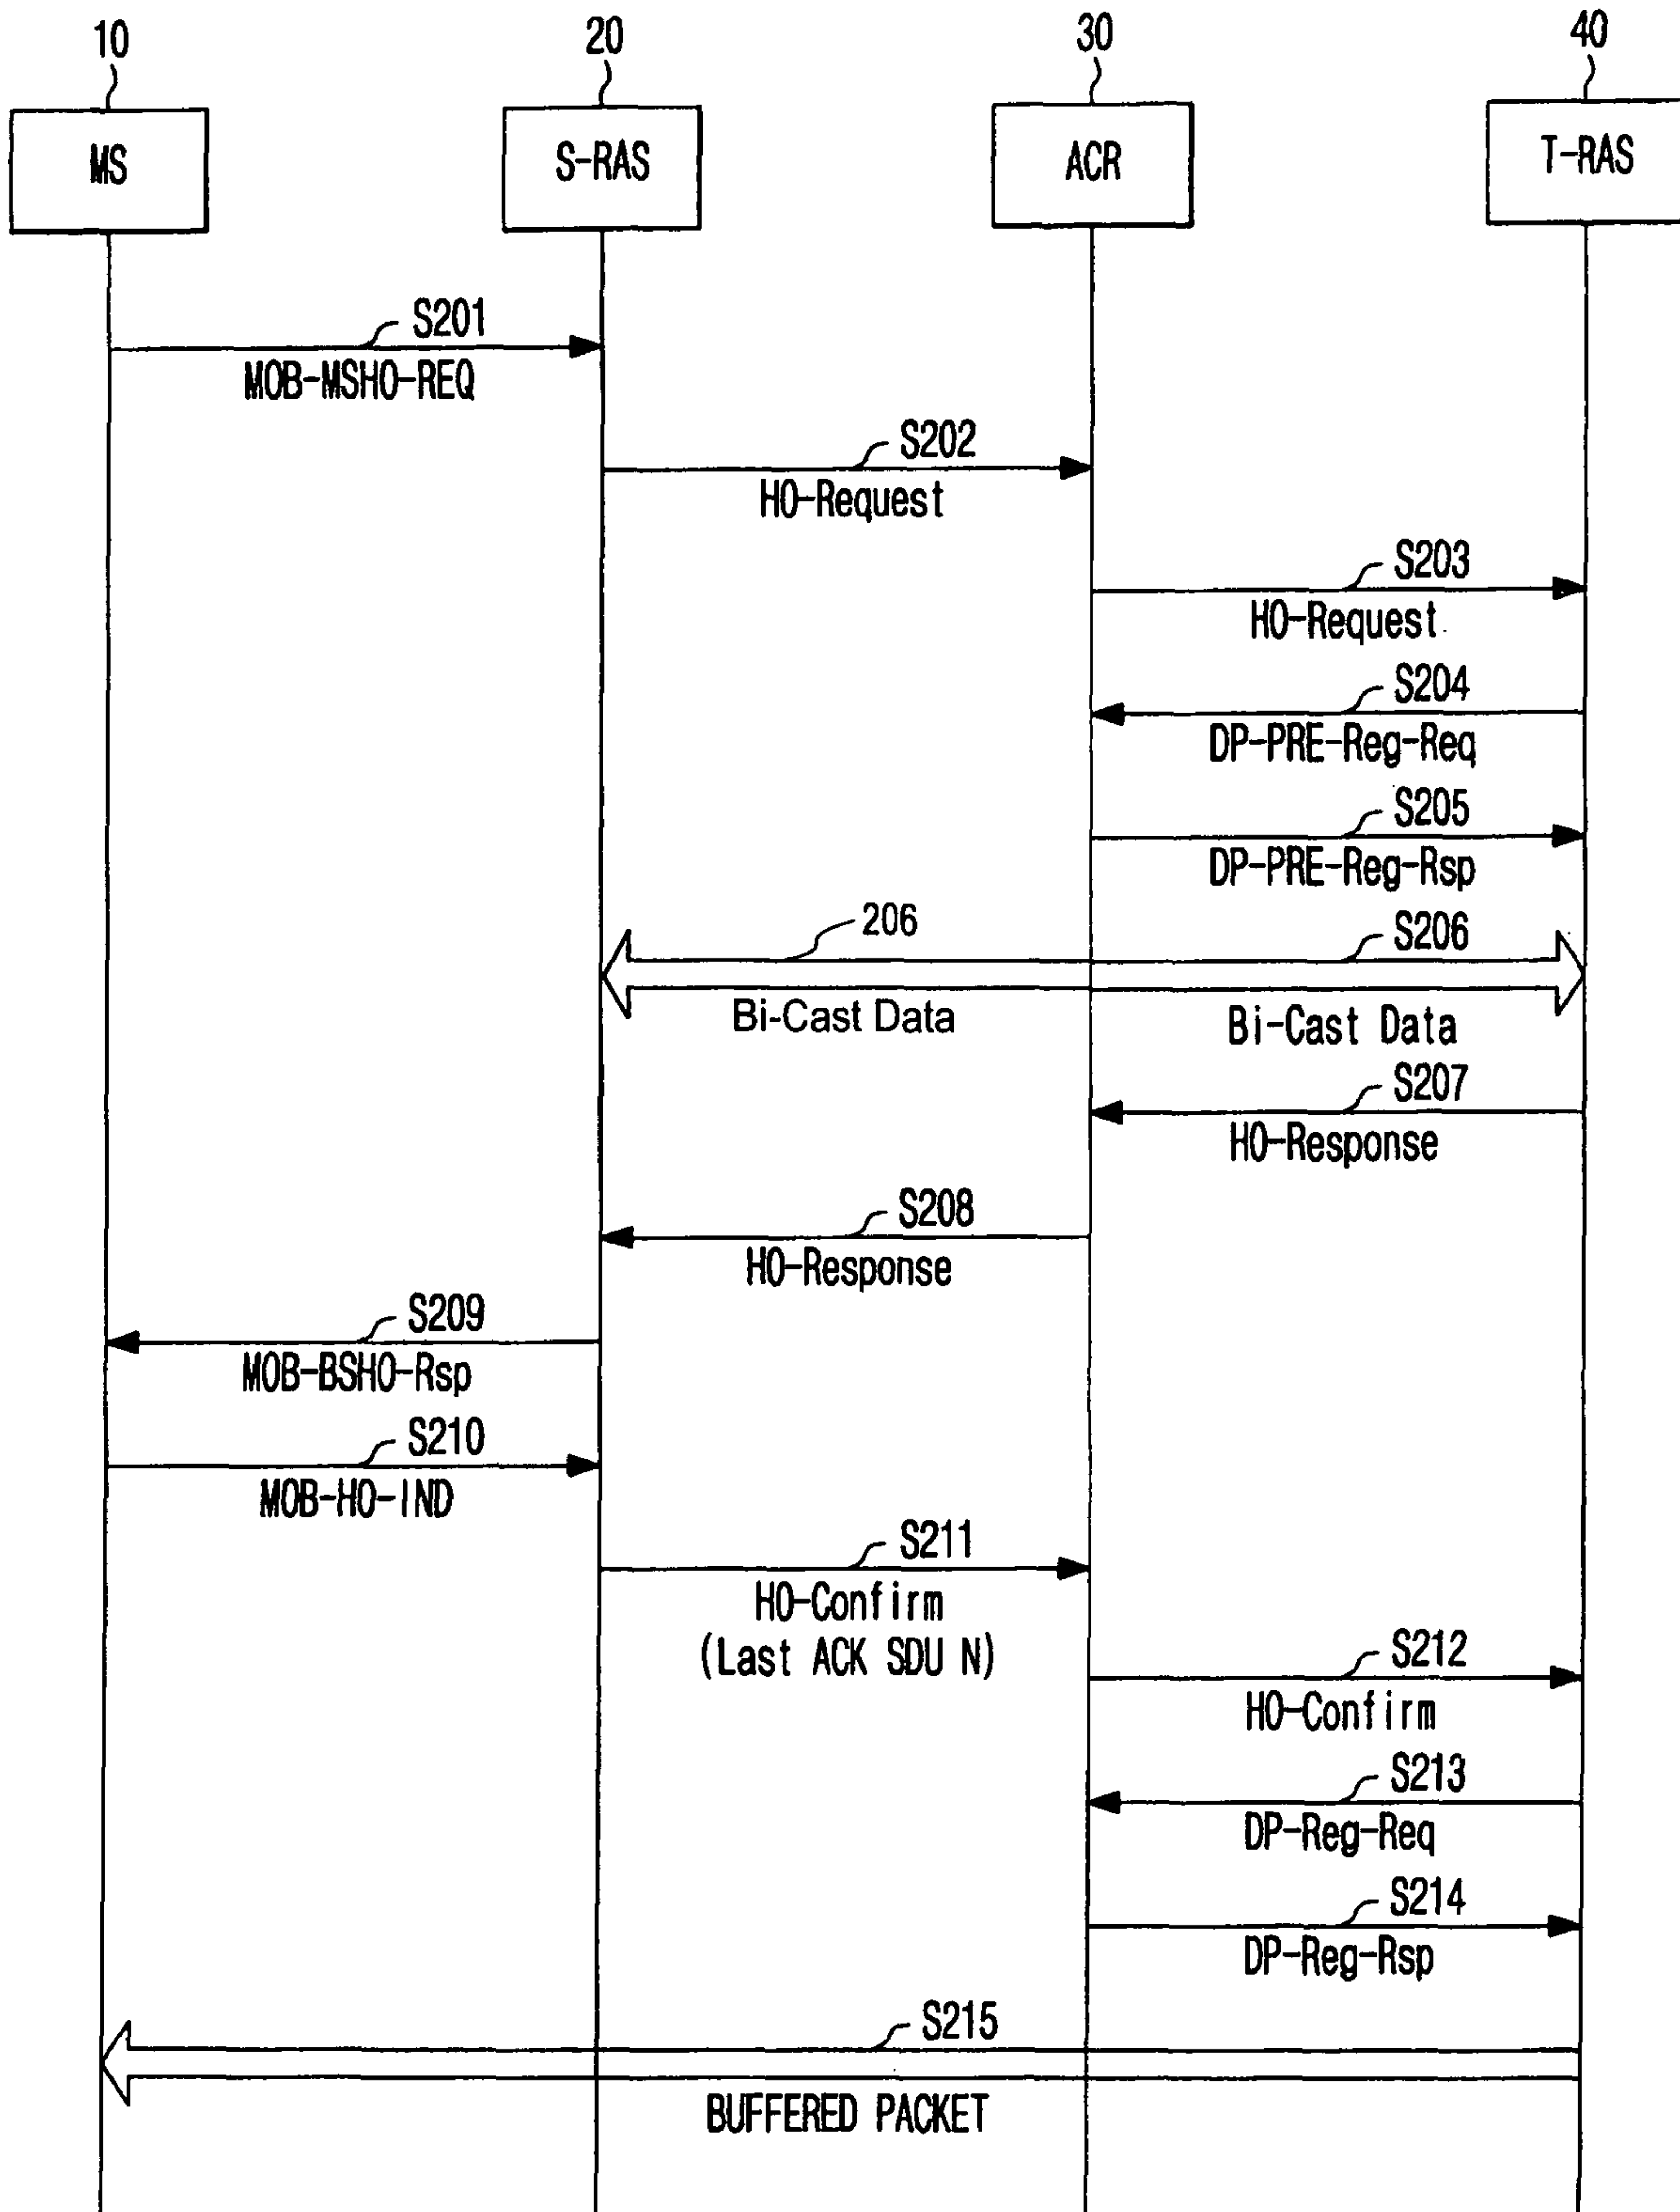 10
20
30
40
MS
S-RAS
ACR
T-RAS
S201
MOB-MSHO-REQ
S202
HO-Request
S203
HO-Request
S204
DP-PRE-Reg-Req
S205
DP-PRE-Reg-Rsp
206
S206
Bi-Cast Data
Bi-Cast Data
S207
HO-Response
S208
HO-Response
S209
MOB-BSHO-Rsp
S210
MOB-HO-IND
S211
HO-Confirm
(Last ACK SDU N)
S212
HO-Confirm
S213
DP-Reg-Req
S214
DP-Reg-Rsp
S215
BUFFERED PACKET